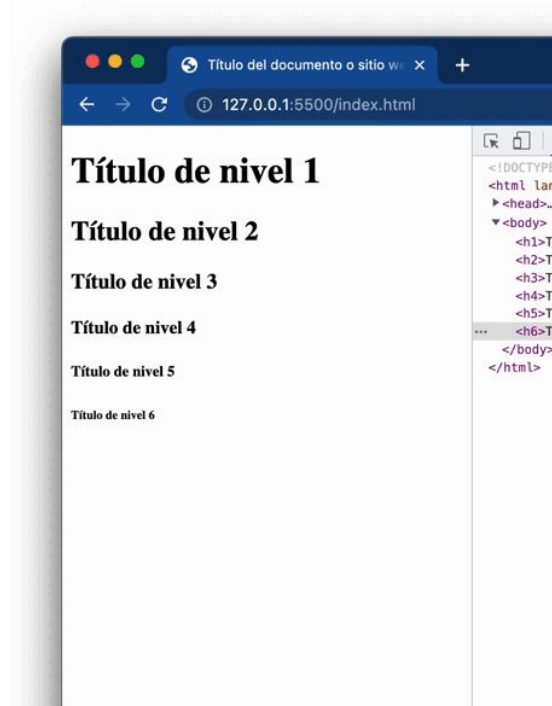 Título del documento o sitio we
127.0.0.1:5500/index.html
Título de nivel 1
Título de nivel 2
Título de nivel 3
Título de nivel 4
Título de nivel 5
Título de nivel 6
<!DOCTYPE
<html lar
<head>…
<body>
<h1>T
<h2>T
<h3>T
<h4>T
<h5>T
<h6>T
</body>
</html>